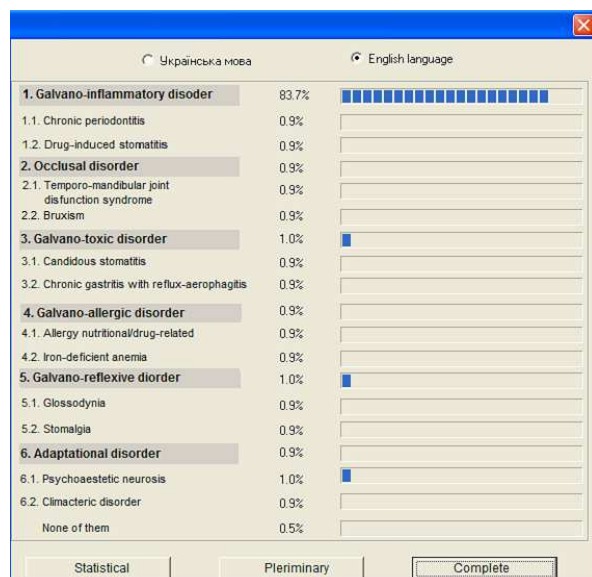 Українська мова English language
1. Galvano-inflammatory disoder 83.7%
1.1. Chronic periodontitis 0.9%
1.2. Drug-induced stomatitis 0.9%
2. Occlusal disorder 0.9%
2.1. Temporo-mandibular joint 0.9%
disfunction syndrome
2.2. Bruxism 0.9%
3. Galvano-toxic disorder 1.0%
3.1. Candidous stomatitis 0.9%
3.2. Chronic gastritis with reflux-aerophagitis 0.9%
4. Galvano-allergic disorder 0.9%
4.1. Allergy nutritional/drug-related 0.9%
4.2. Iron-deficient anemia 0.9%
5. Galvano-reflexive diorder 1.0%
5.1. Glossodynia 0.9%
5.2. Stomalgia 0.9%
6. Adaptational disorder 0.9%
6.1. Psychoaestetic neurosis 1.0%
6.2. Climacteric disorder 0.9%
None of them 0.5%
Statistical Pleriminary Complete